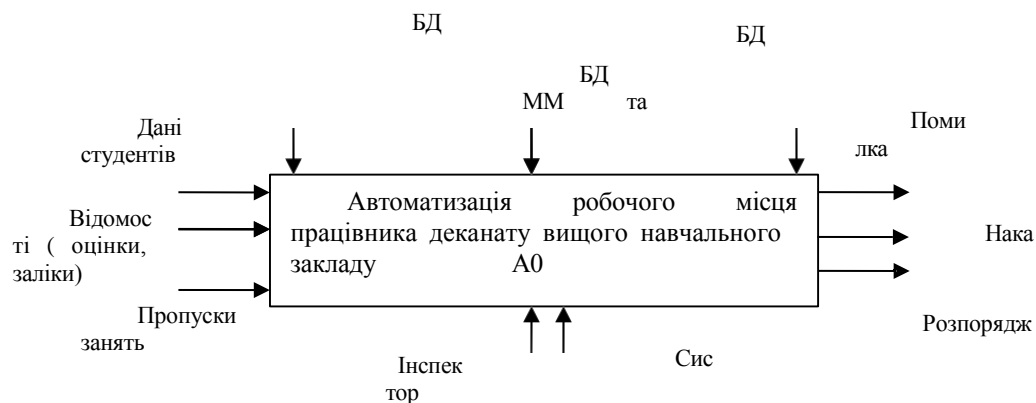 БД
БД
БД
ММ та
Дані
студентів
Поми
лка
Автоматизація робочого місця
працівника деканату вищого навчального
закладу А0
Відомос
ті ( оцінки,
заліки)
Нака
Пропуски
занять
Розпорядж
Інспек
тор
Сис